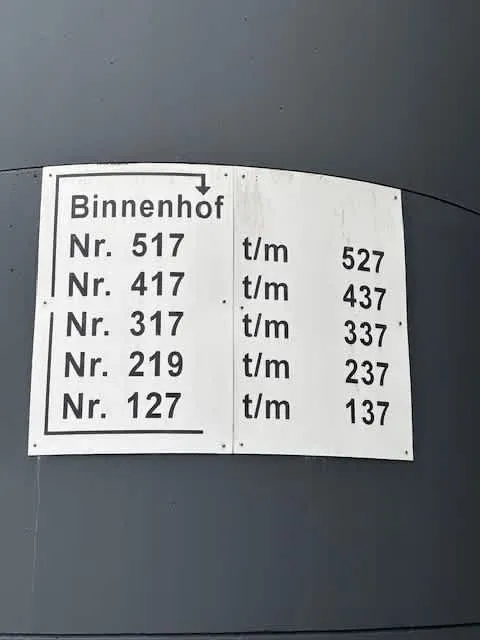 Binnenhof
Nr. 517 t/m 527
Nr. 417 t/m 437
Nr. 317 t/m 337
Nr. 219 t/m 237
Nr. 127 t/m 137